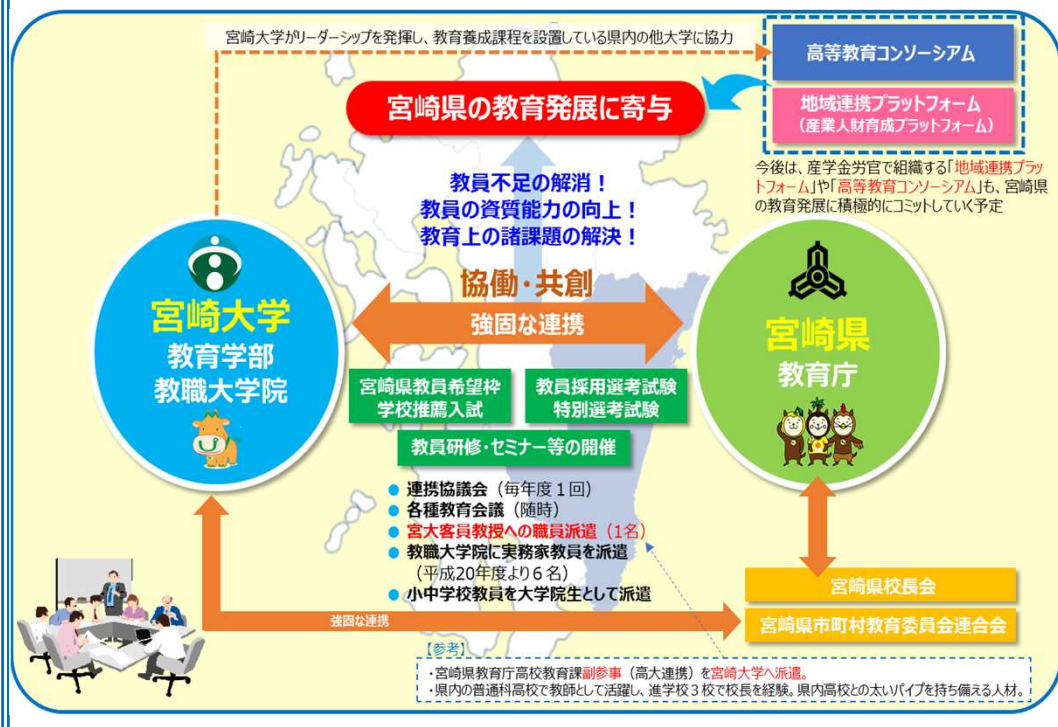 宮崎大学がリーダーシップを発揮し、教育養成課程を設置している県内の他大学に協力
高等教育コンソーシアム
地域連携プラットフォーム
（産業人財育成プラットフォーム）
宮崎県の教育発展に寄与
今後は、産学金労官で組織する「地域連携プラッ
トフォーム」や「高等教育コンソーシアム」も、宮崎県
の教育発展に積極的にコミットしていく予定
教員不足の解消！
教員の資質能力の向上！
教育上の諸課題の解決！
協働・共創
強固な連携
宮崎大学
教育学部
教職大学院
宮崎県
教育庁
宮崎県教員希望枠
学校推薦入試
教員採用選考試験
特別選考試験
教員研修・セミナー等の開催
● 連携協議会（毎年度１回）
● 各種教育会議（随時）
● 宮大客員教授への職員派遣（1名）
● 教職大学院に実務家教員を派遣
（平成20年度より６名）
● 小中学校教員を大学院生として派遣
強固な連携
宮崎県校長会
宮崎県市町村教育委員会連合会
【参考】
・宮崎県教育庁高校教育課副参事（高大連携）を宮崎大学へ派遣。
・県内の普通科高校で教師として活躍し、進学校３校で校長を経験。県内高校との太いパイプを持ち備える人材。